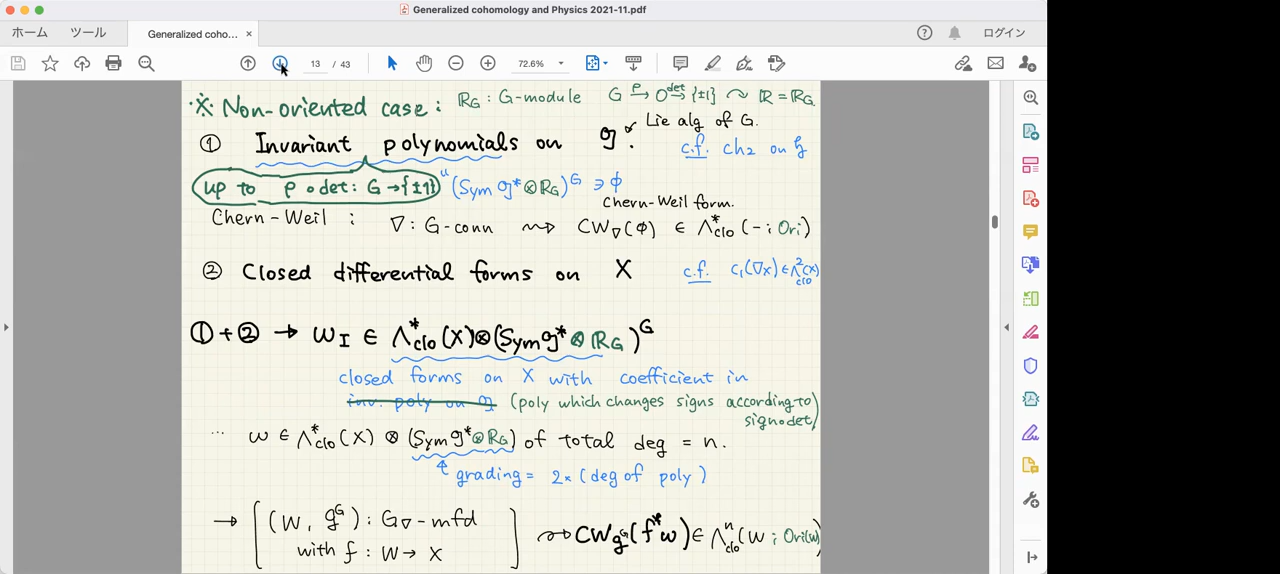 Generalized cohomology and Physics 2021-11.pdf
ホーム ツール Generalized coho... × ログイン
13 / 43 72.6%
※ Non-oriented case: ℝ_G : G-module G →^ρ O →^det {±1} ⤳ ℝ = ℝ_G.
① Invariant polynomials on 𝔤. Lie alg of G. c.f. ch₂ on 𝔤
up to ρ∘det : G→{±1} (Sym 𝔤*⊗ℝ_G)^G ∋ ϕ
Chern-Weil form.
Chern-Weil : ∇ : G-conn ⤳ CW_∇(ϕ) ∈ Λ*_clo(- ; Ori)
② Closed differential forms on X c.f. c₁(∇x) ∈ Λ²_clo(X)
①+② → ω_I ∈ Λ*_clo(X)⊗(Sym 𝔤* ⊗ ℝ_G)^G
closed forms on X with coefficient in
inv. poly on 𝔤 (poly which changes signs according to
sign∘det)
... ω ∈ Λ*_clo(X) ⊗ (Sym 𝔤*⊗ℝ_G) of total deg = n.
grading = 2×(deg of poly)
→ [ (W, g^G) : G_∇-mfd
with f : W → X ] ⤳ CW_{g^G}(f*ω) ∈ Λⁿ_clo(W ; Ori(W)